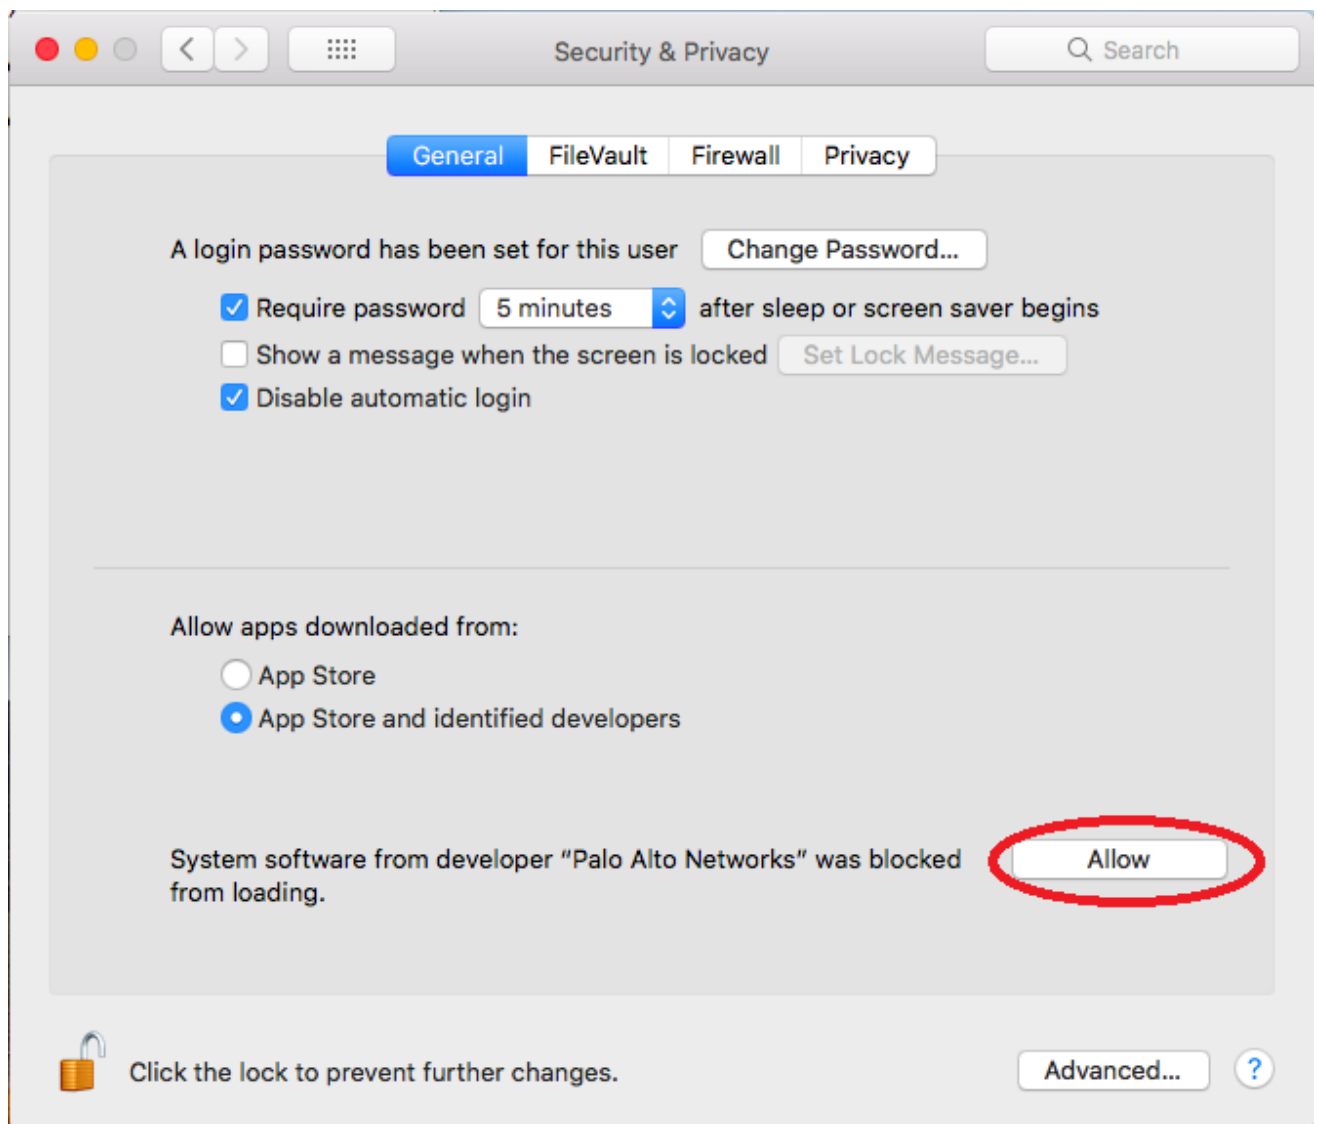 Security & Privacy
Search
General FileVault Firewall Privacy
A login password has been set for this user Change Password...
Require password 5 minutes after sleep or screen saver begins
Show a message when the screen is locked Set Lock Message...
Disable automatic login
Allow apps downloaded from:
App Store
App Store and identified developers
System software from developer “Palo Alto Networks” was blocked Allow
from loading.
Click the lock to prevent further changes. Advanced... ?